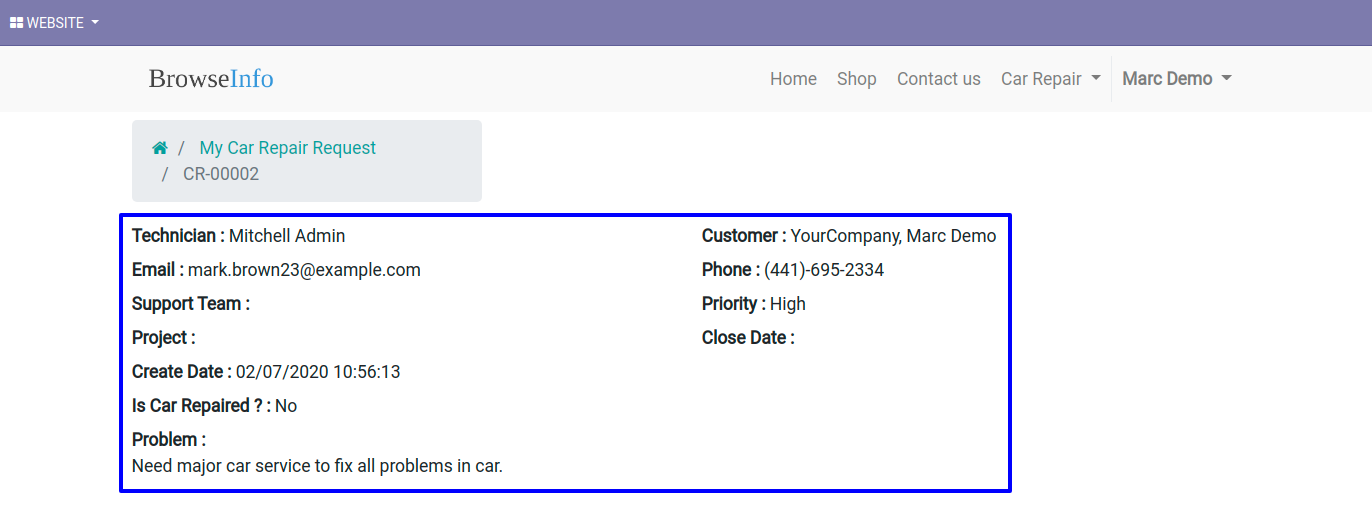 WEBSITE
BrowseInfo
Home Shop Contact us Car Repair Marc Demo
/ My Car Repair Request
/ CR-00002
Technician : Mitchell Admin Customer : YourCompany, Marc Demo
Email : mark.brown23@example.com Phone : (441)-695-2334
Support Team : Priority : High
Project : Close Date :
Create Date : 02/07/2020 10:56:13
Is Car Repaired ? : No
Problem :
Need major car service to fix all problems in car.